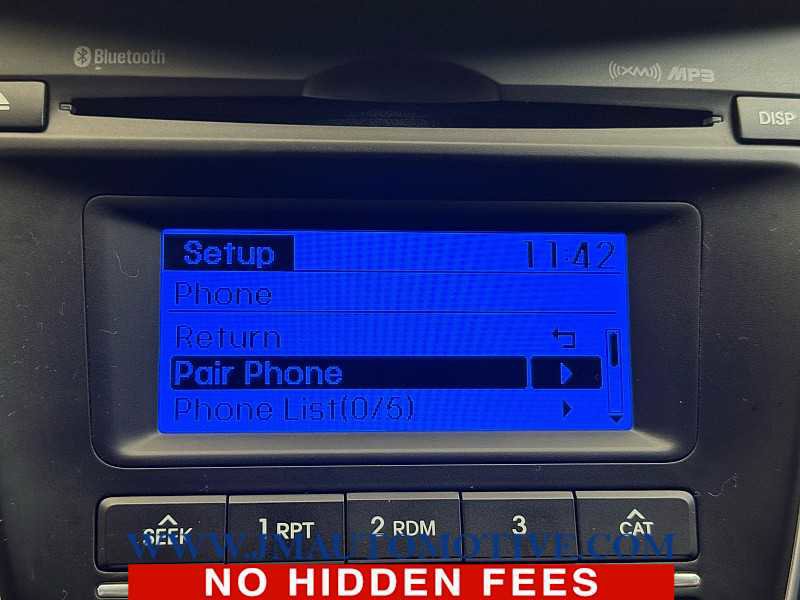 Bluetooth
XM MP3
DISP
Setup 11:42
Phone
Return
Pair Phone
Phone List(0/5)
SEEK 1 RPT 2 RDM 3 CAT
WWW.JMAUTOMOTIVE.COM
NO HIDDEN FEES